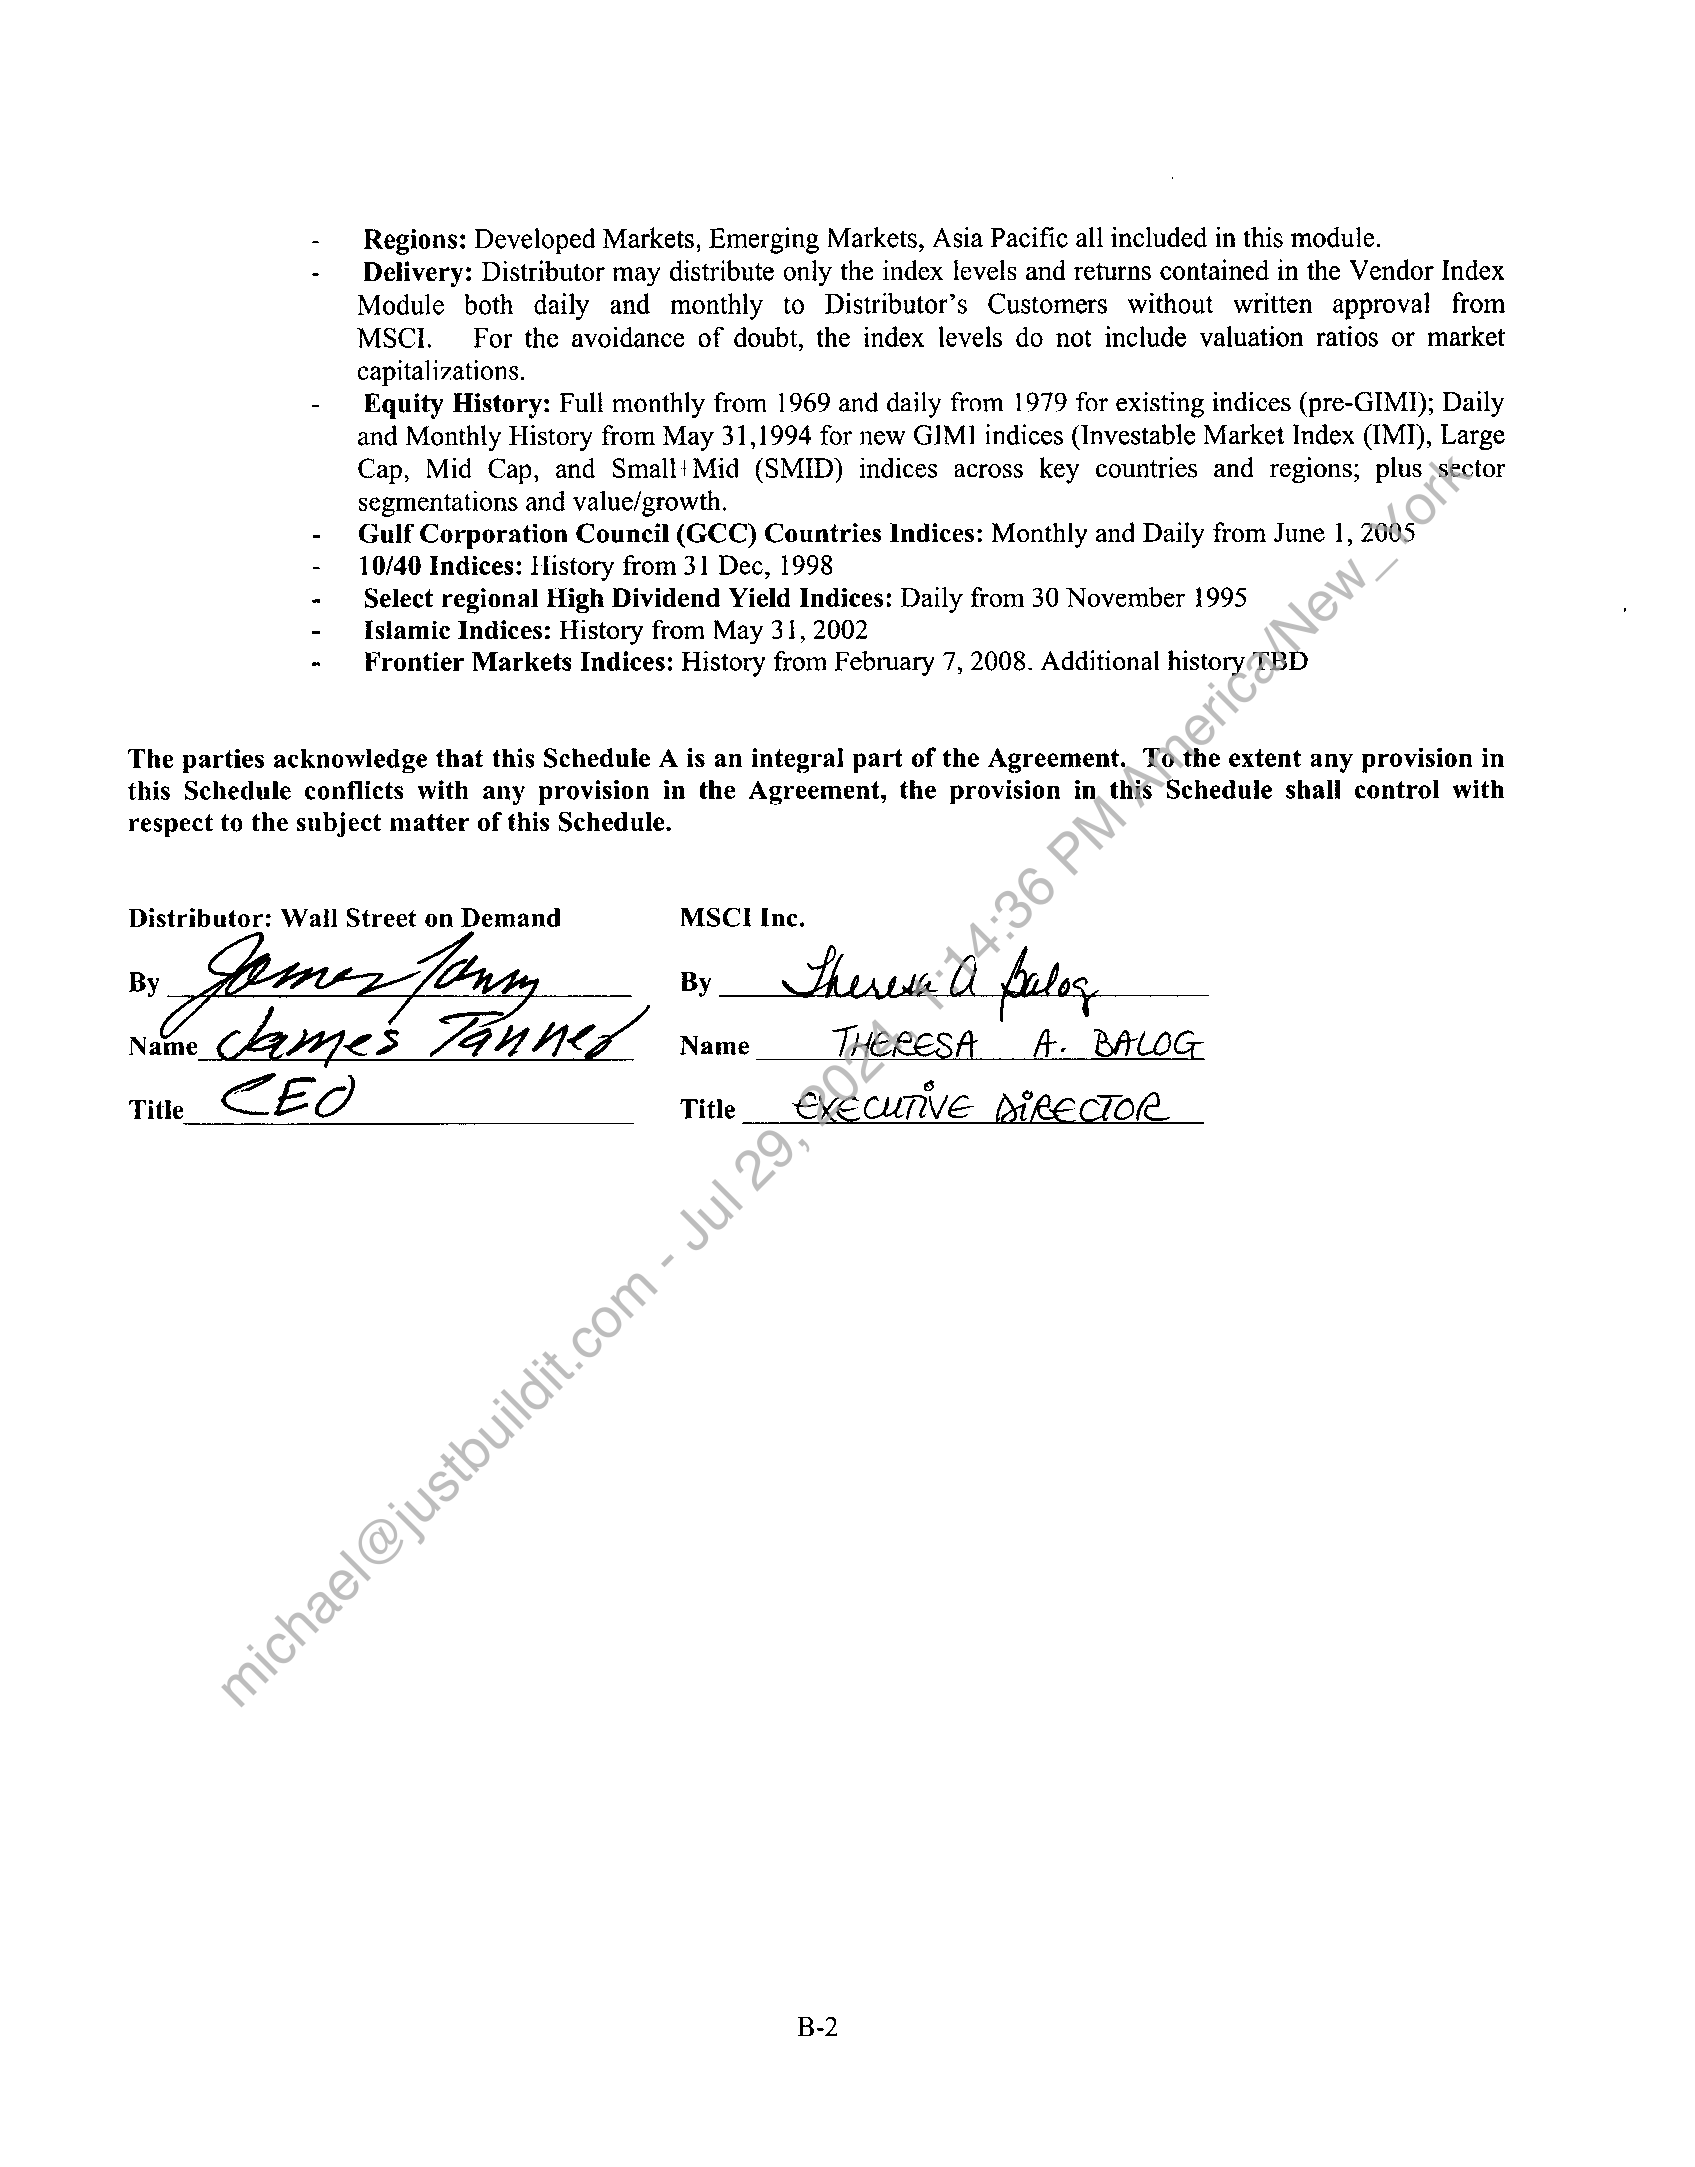 - Regions: Developed Markets, Emerging Markets, Asia Pacific all included in this module.
- Delivery: Distributor may distribute only the index levels and returns contained in the Vendor Index
Module both daily and monthly to Distributor's Customers without written approval from
MSCI. For the avoidance of doubt, the index levels do not include valuation ratios or market
capitalizations.
- Equity History: Full monthly from 1969 and daily from 1979 for existing indices (pre-GIMI); Daily
and Monthly History from May 31,1994 for new GIMI indices (Investable Market Index (IMI), Large
Cap, Mid Cap, and Small+Mid (SMID) indices across key countries and regions; plus sector
segmentations and value/growth.
- Gulf Corporation Council (GCC) Countries Indices: Monthly and Daily from June 1, 2005
- 10/40 Indices: History from 31 Dec, 1998
- Select regional High Dividend Yield Indices: Daily from 30 November 1995
- Islamic Indices: History from May 31, 2002
- Frontier Markets Indices: History from February 7, 2008. Additional history TBD
The parties acknowledge that this Schedule A is an integral part of the Agreement. To the extent any provision in
this Schedule conflicts with any provision in the Agreement, the provision in this Schedule shall control with
respect to the subject matter of this Schedule.
Distributor: Wall Street on Demand
By James Tanner
Name James Tanner
Title CEO
MSCI Inc.
By Theresa A Balog
Name THERESA A. BALOG
Title EXECUTIVE DIRECTOR
michael@justbuildit.com - Jul 29, 2024, 1:14:36 PM America/New_York
B-2